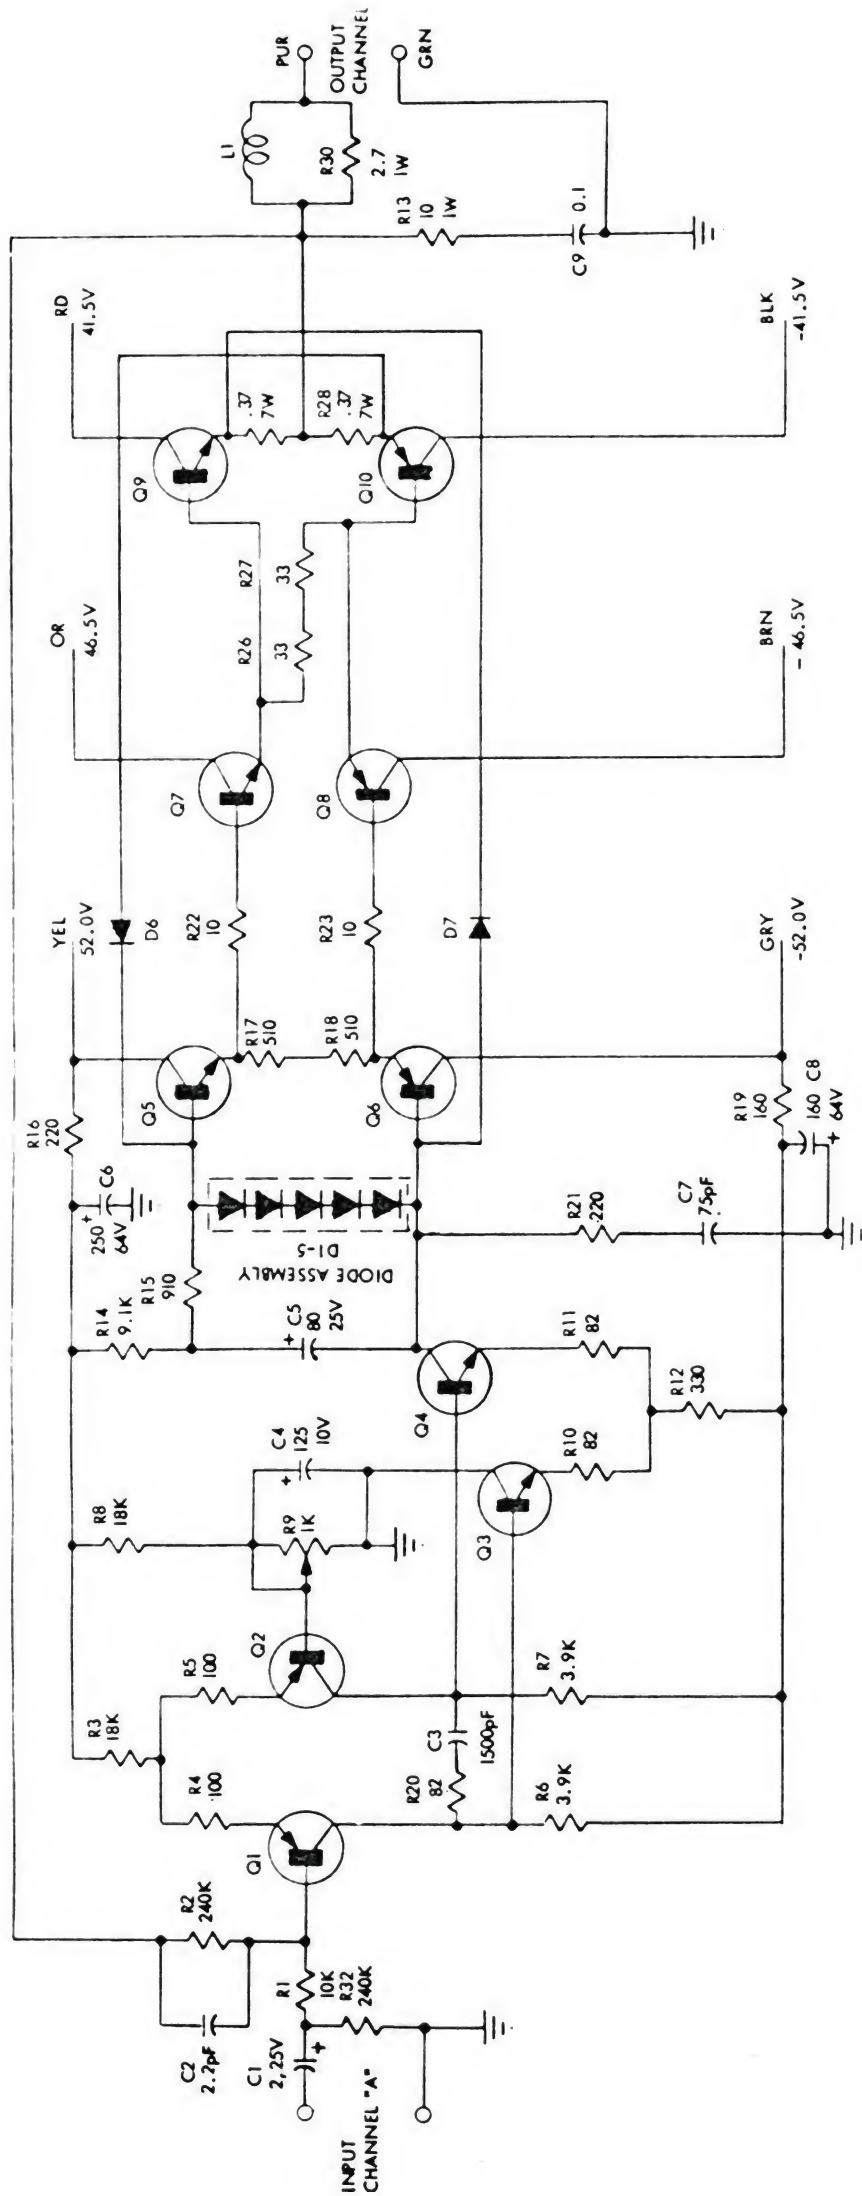 INPUT
CHANNEL "A"
C1
2,25V
+
C2
2.2pF
R2
240K
R1
10K
R32
240K
Q1
R4
100
R3
18K
R5
100
Q2
R20
82
C3
1500pF
R6
3.9K
R7
3.9K
R8
18K
R9
1K
+
C4
125
10V
Q3
Q4
R10
82
R11
82
R12
330
R14
9.1K
R15
910
+
C5
80
25V
R16
220
250+
64V
C6
DIODE ASSEMBLY
D1-5
R21
220
C7
75pF
R19
160
160
64V
+
C8
Q5
Q6
R17
510
R18
510
YEL
52.0V
GRY
-52.0V
D6
D7
R22
10
R23
10
Q7
Q8
OR
46.5V
BRN
-46.5V
R26
33
R27
33
Q9
Q10
.37
7W
R28
.37
7W
RD
41.5V
BLK
-41.5V
R13
10
1W
C9
0.1
L1
R30
2.7
1W
PUR
OUTPUT
CHANNEL
GRN